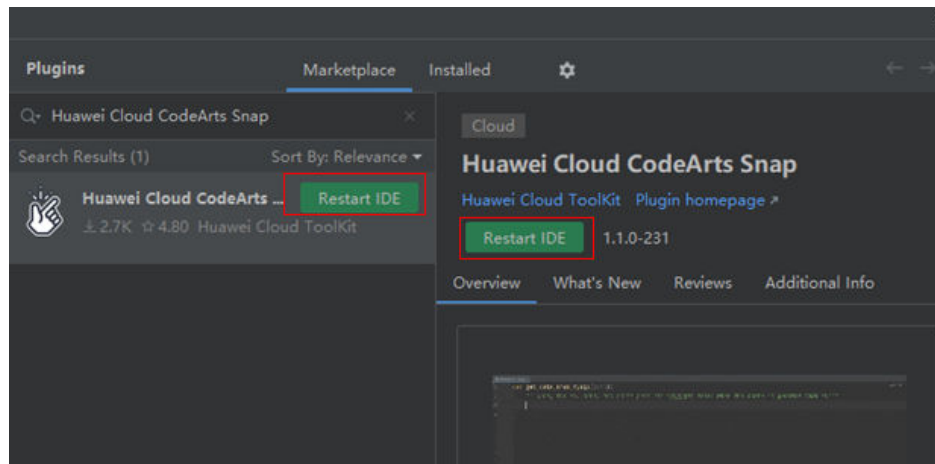 Plugins
Marketplace
Installed
Huawei Cloud CodeArts Snap
Search Results (1)
Sort By: Relevance
Huawei Cloud CodeArts ...
Restart IDE
2.7K
4.80
Huawei Cloud ToolKit
Cloud
Huawei Cloud CodeArts Snap
Huawei Cloud ToolKit
Plugin homepage
Restart IDE
1.1.0-231
Overview
What's New
Reviews
Additional Info